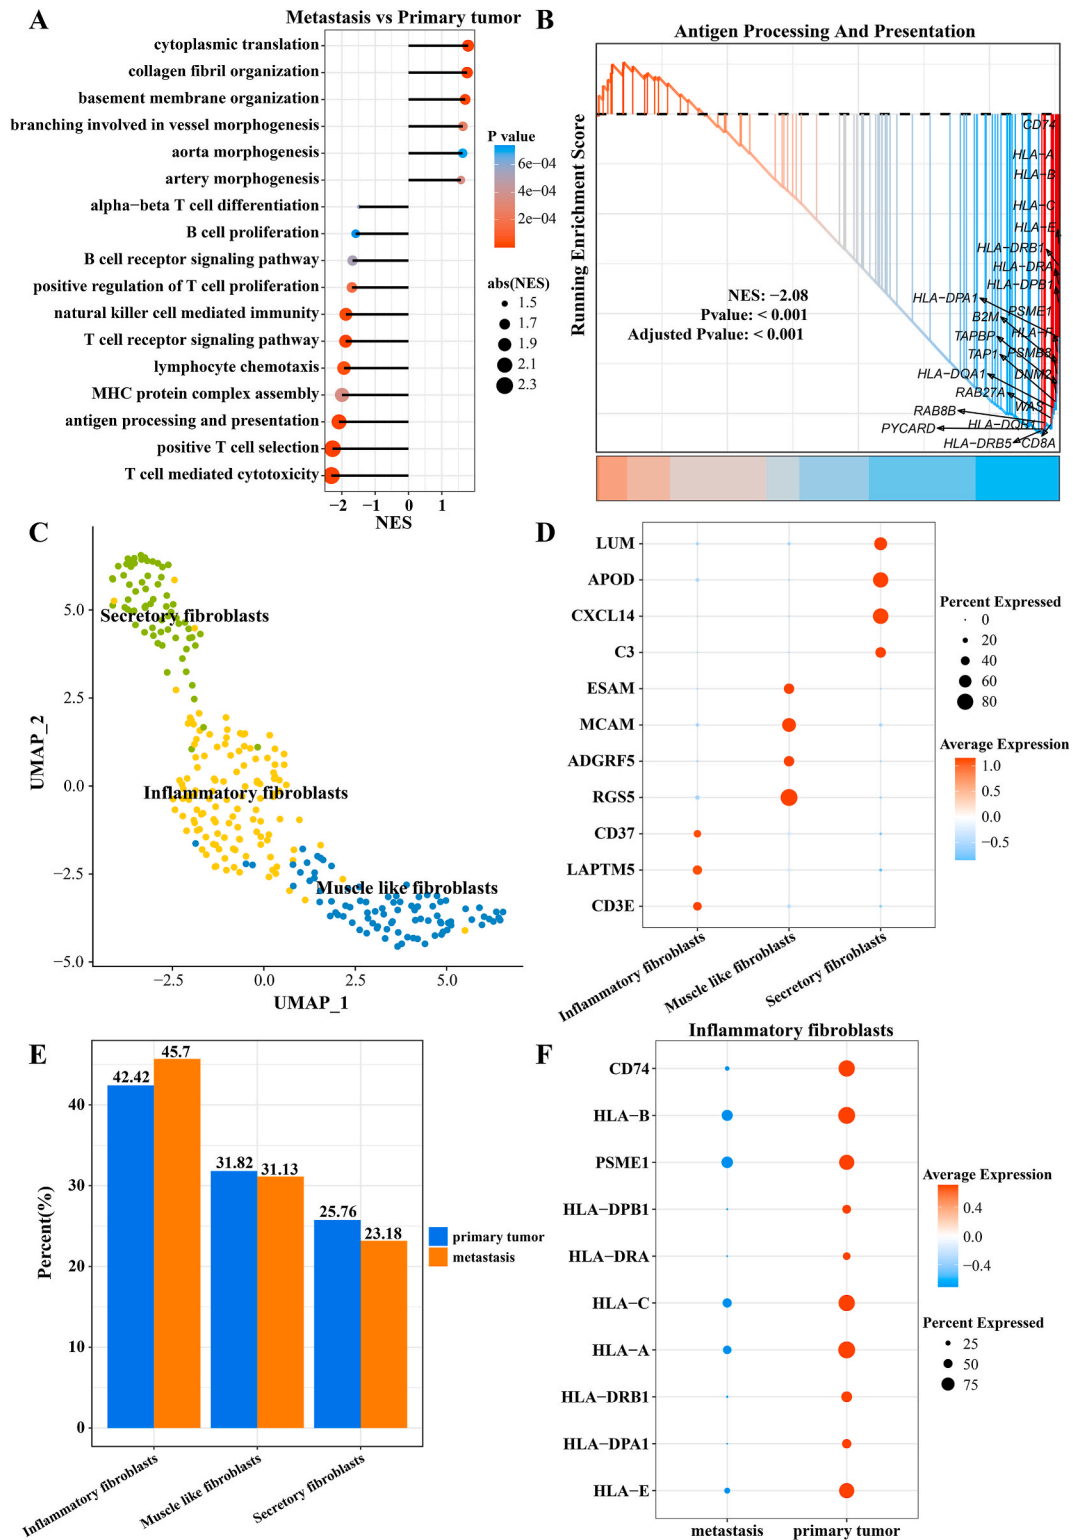 A
Metastasis vs Primary tumor
cytoplasmic translation
collagen fibril organization
basement membrane organization
branching involved in vessel morphogenesis
aorta morphogenesis
artery morphogenesis
alpha-beta T cell differentiation
B cell proliferation
B cell receptor signaling pathway
positive regulation of T cell proliferation
natural killer cell mediated immunity
T cell receptor signaling pathway
lymphocyte chemotaxis
MHC protein complex assembly
antigen processing and presentation
positive T cell selection
T cell mediated cytotoxicity
−2 −1 0 1
NES
P value
6e−04
4e−04
2e−04
abs(NES)
1.5
1.7
1.9
2.1
2.3
B
Antigen Processing And Presentation
Running Enrichment Score
NES: −2.08
Pvalue: < 0.001
Adjusted Pvalue: < 0.001
CD74
HLA−A
HLA−B
HLA−C
HLA−E
HLA−DRB1
HLA−DRA
HLA−DPB1
HLA−DPA1
PSME1
B2M
HLA−F
TAPBP
TAP1
PSMB8
HLA−DQA1
DNM2
RAB27A
WAS
RAB8B
PYCARD
HLA−DRB5
CD8A
C
5.0
2.5
0.0
−2.5
−5.0
UMAP_2
Secretory fibroblasts
Inflammatory fibroblasts
Muscle like fibroblasts
−2.5 0.0 2.5 5.0
UMAP_1
D
LUM
APOD
CXCL14
C3
ESAM
MCAM
ADGRF5
RGS5
CD37
LAPTM5
CD3E
Inflammatory fibroblasts
Muscle like fibroblasts
Secretory fibroblasts
Percent Expressed
0
20
40
60
80
Average Expression
1.0
0.5
0.0
−0.5
E
Percent(%)
40
30
20
10
0
42.42
45.7
31.82
31.13
25.76
23.18
Inflammatory fibroblasts
Muscle like fibroblasts
Secretory fibroblasts
primary tumor
metastasis
F
Inflammatory fibroblasts
CD74
HLA−B
PSME1
HLA−DPB1
HLA−DRA
HLA−C
HLA−A
HLA−DRB1
HLA−DPA1
HLA−E
metastasis primary tumor
Average Expression
0.4
0.0
−0.4
Percent Expressed
25
50
75